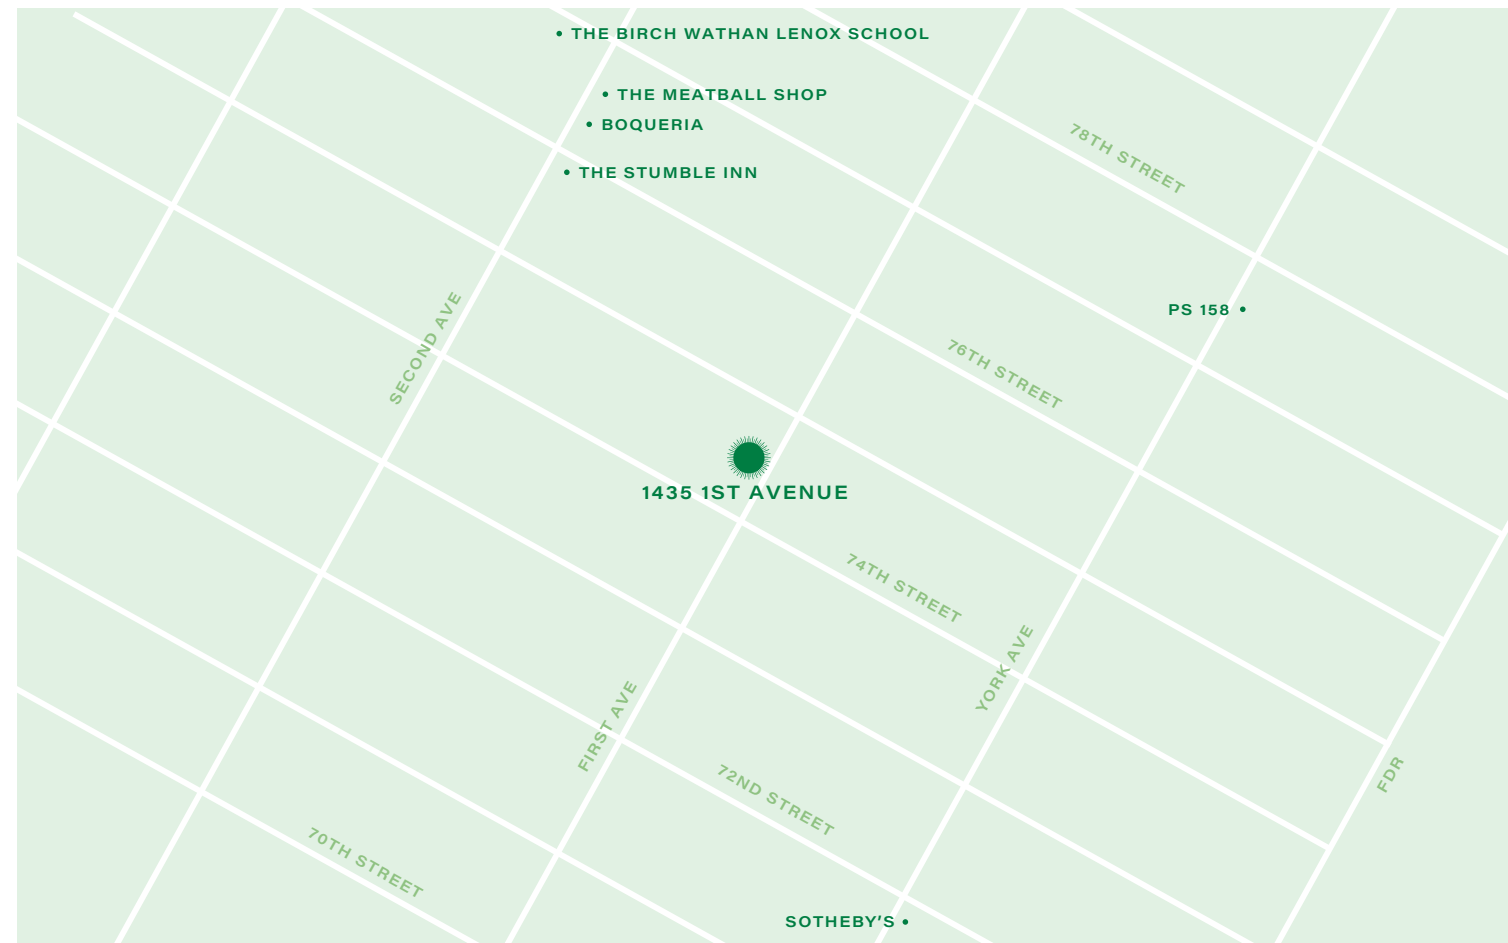 • THE BIRCH WATHAN LENOX SCHOOL
• THE MEATBALL SHOP
• BOQUERIA
78TH STREET
• THE STUMBLE INN
PS 158 •
SECOND AVE
76TH STREET
1435 1ST AVENUE
74TH STREET
YORK AVE
FIRST AVE
FDR
72ND STREET
70TH STREET
SOTHEBY'S •